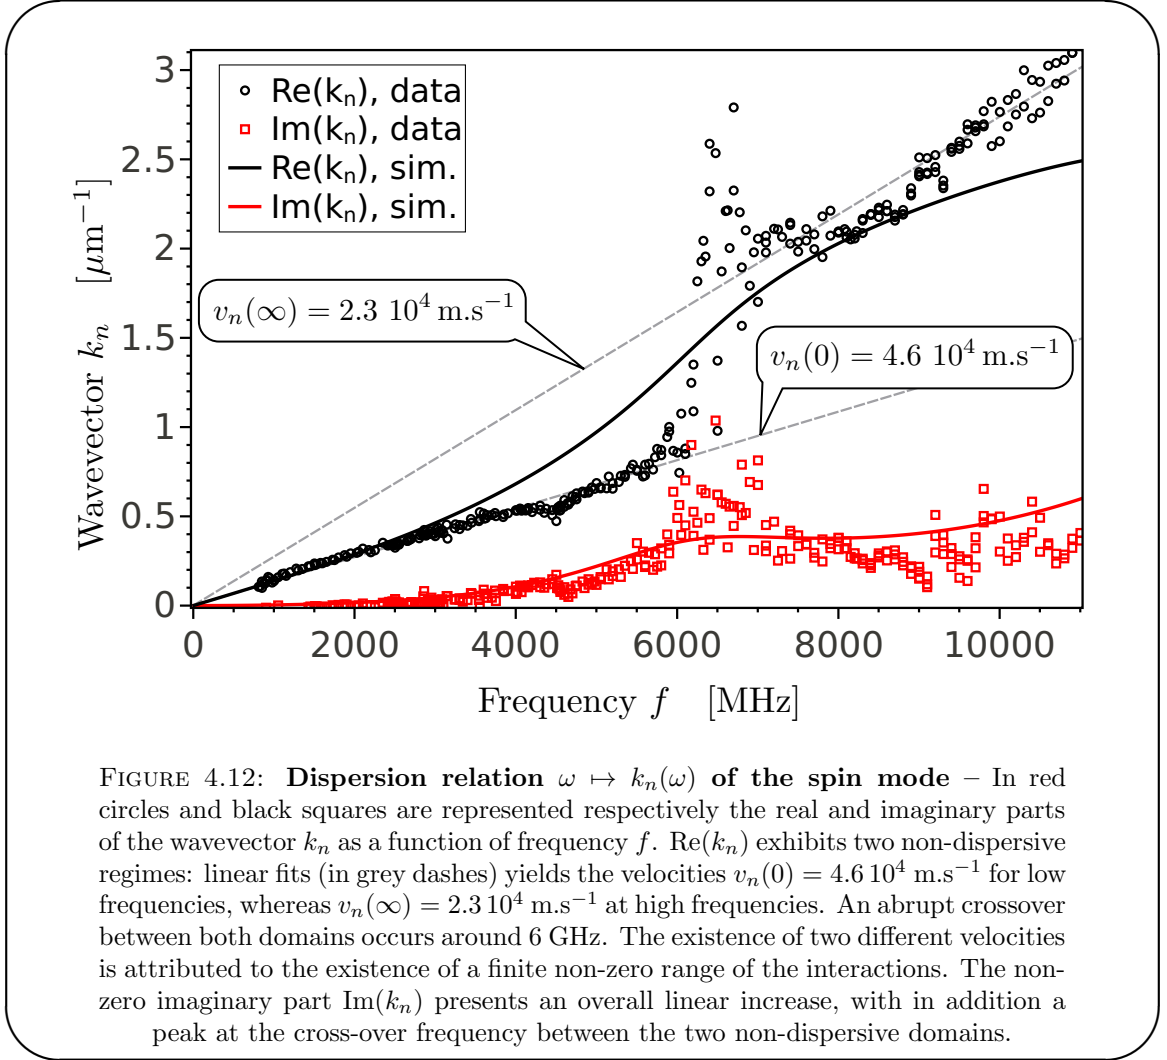 3
2.5
2
1.5
1
0.5
0
Wavevector kₙ [μm⁻¹]
Re(kₙ), data
Im(kₙ), data
Re(kₙ), sim.
Im(kₙ), sim.
vₙ(∞) = 2.3 10⁴ m.s⁻¹
vₙ(0) = 4.6 10⁴ m.s⁻¹
0 2000 4000 6000 8000 10000
Frequency f [MHz]
FIGURE 4.12: Dispersion relation ω ↦ kₙ(ω) of the spin mode – In red
circles and black squares are represented respectively the real and imaginary parts
of the wavevector kₙ as a function of frequency f. Re(kₙ) exhibits two non-dispersive
regimes: linear fits (in grey dashes) yields the velocities vₙ(0) = 4.6 10⁴ m.s⁻¹ for low
frequencies, whereas vₙ(∞) = 2.3 10⁴ m.s⁻¹ at high frequencies. An abrupt crossover
between both domains occurs around 6 GHz. The existence of two different velocities
is attributed to the existence of a finite non-zero range of the interactions. The non-
zero imaginary part Im(kₙ) presents an overall linear increase, with in addition a
peak at the cross-over frequency between the two non-dispersive domains.